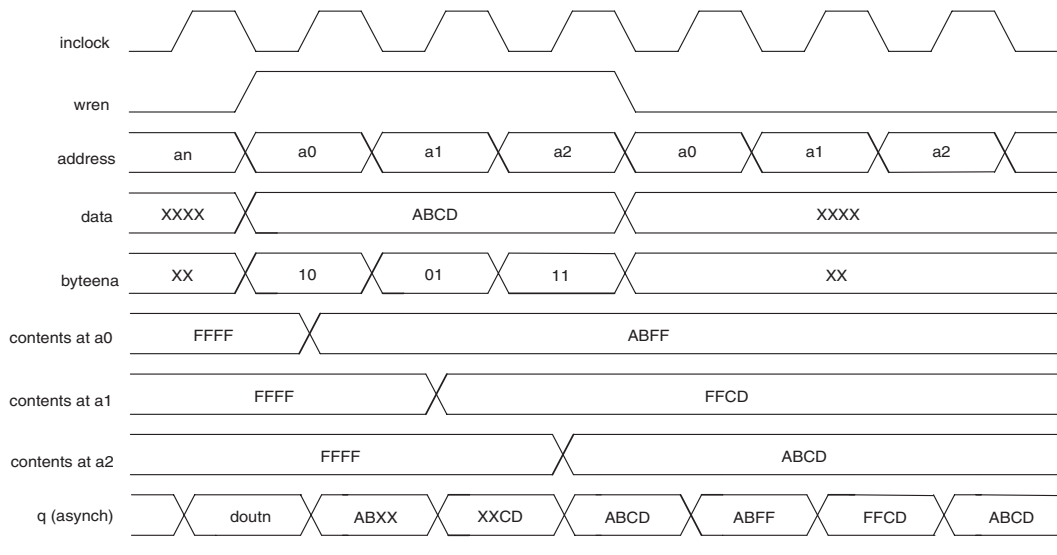 inclock
wren
address an a0 a1 a2 a0 a1 a2
data XXXX ABCD XXXX
byteena XX 10 01 11 XX
contents at a0 FFFF ABFF
contents at a1 FFFF FFCD
contents at a2 FFFF ABCD
q (asynch) doutn ABXX XXCD ABCD ABFF FFCD ABCD